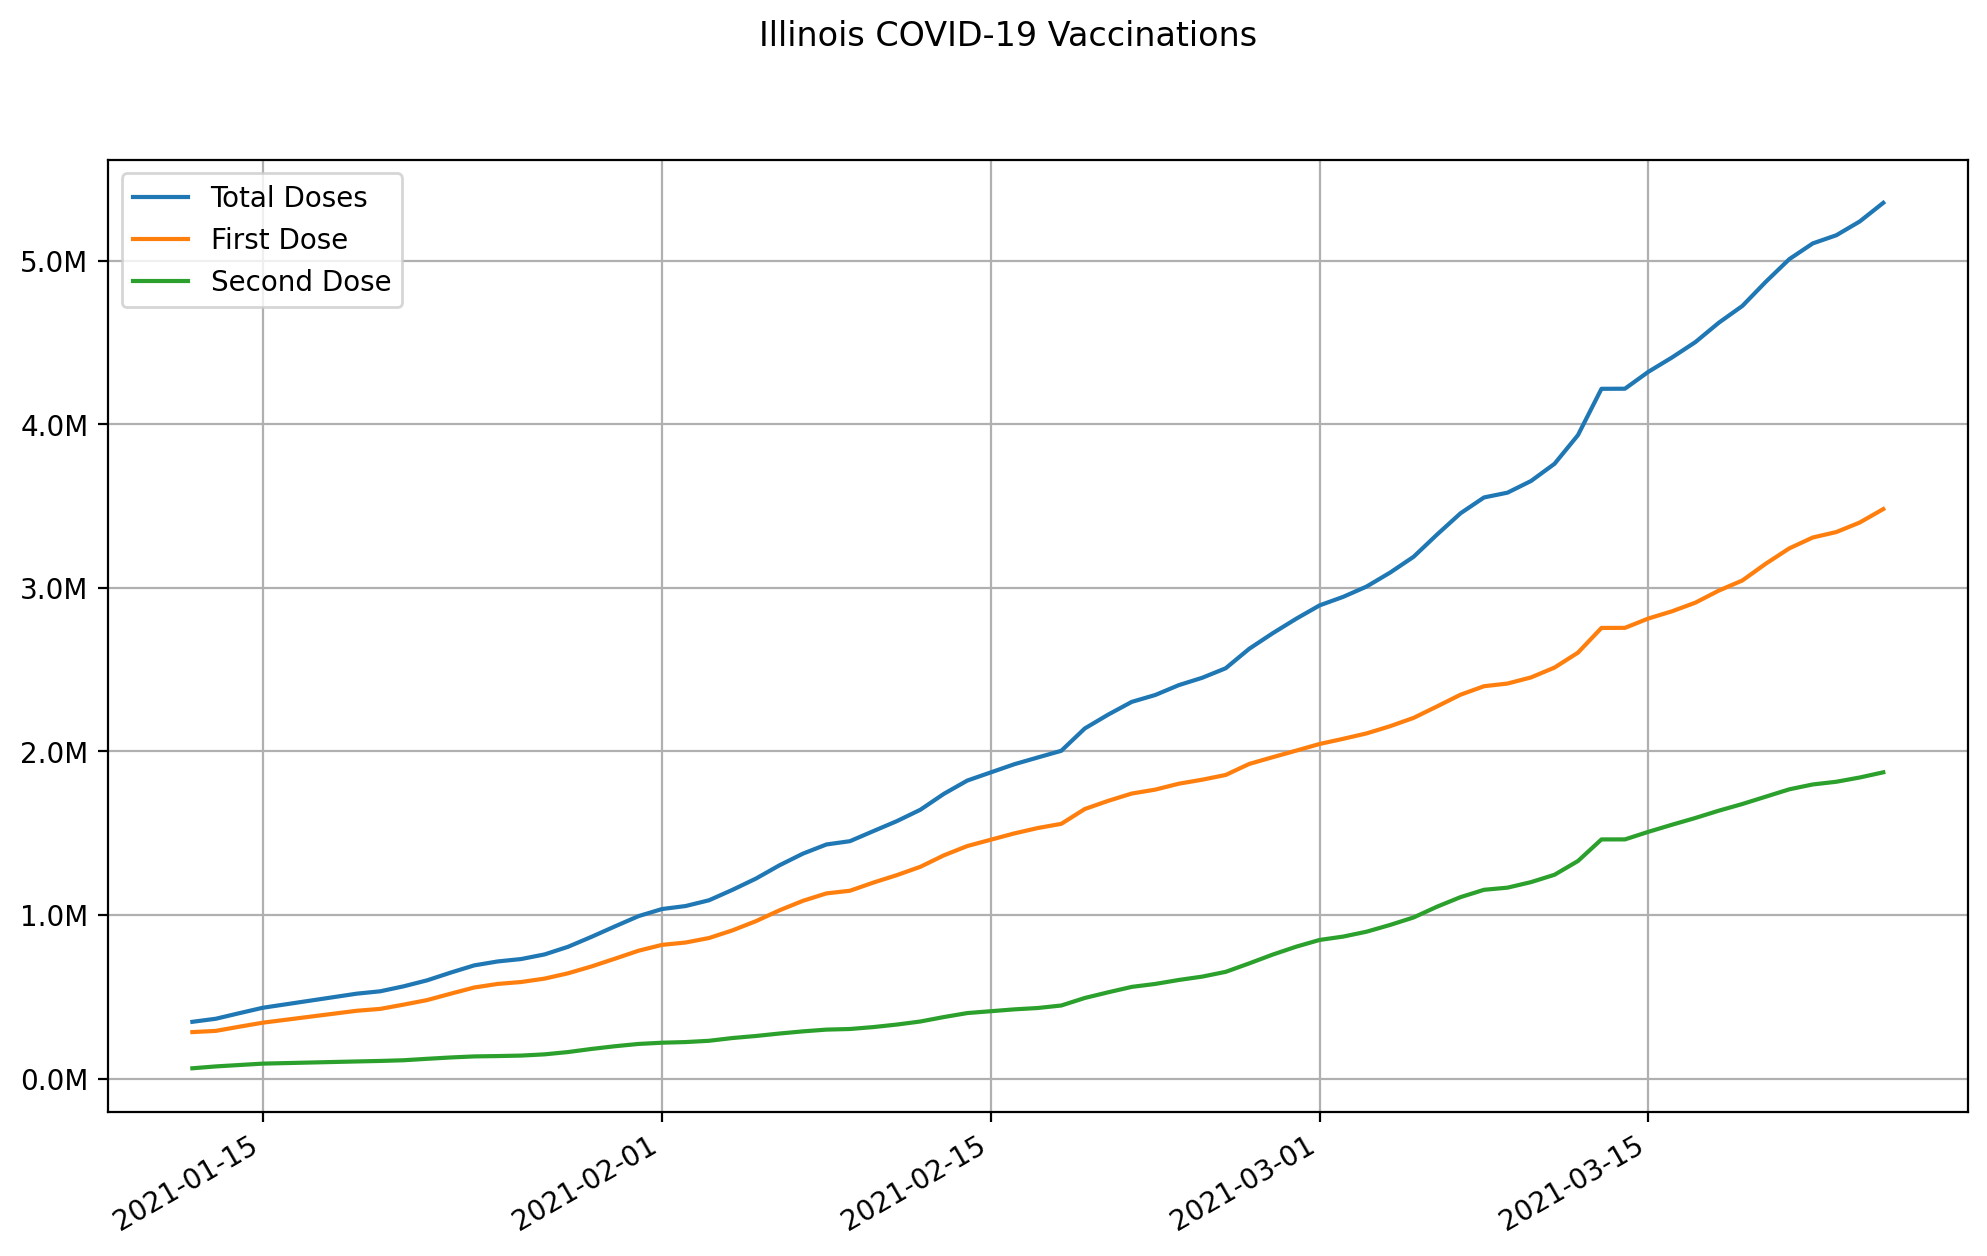 Illinois COVID-19 Vaccinations
Total Doses
First Dose
Second Dose
5.0M
4.0M
3.0M
2.0M
1.0M
0.0M
2021-01-15
2021-02-01
2021-02-15
2021-03-01
2021-03-15